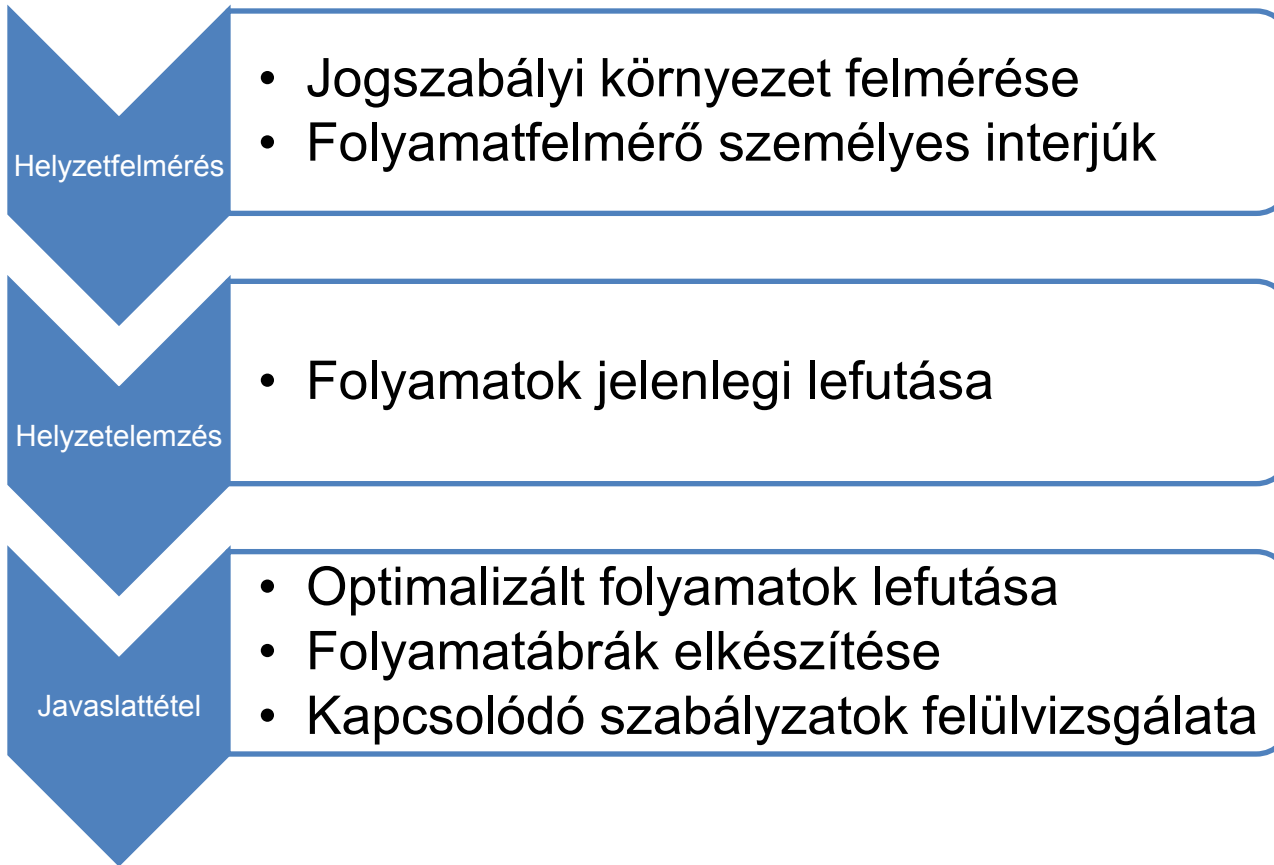 Helyzetfelmérés
• Jogszabályi környezet felmérése
• Folyamatfelmérő személyes interjúk
Helyzetelemzés
• Folyamatok jelenlegi lefutása
Javaslattétel
• Optimalizált folyamatok lefutása
• Folyamatábrák elkészítése
• Kapcsolódó szabályzatok felülvizsgálata